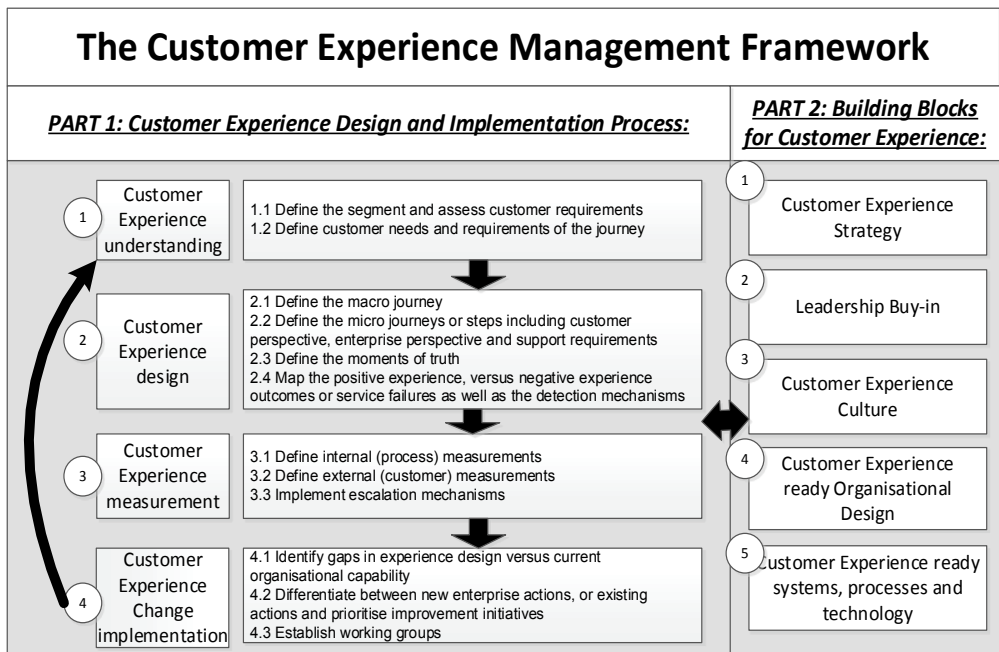 The Customer Experience Management Framework
PART 1: Customer Experience Design and Implementation Process:
PART 2: Building Blocks
for Customer Experience:
1
Customer
Experience
understanding
1.1 Define the segment and assess customer requirements
1.2 Define customer needs and requirements of the journey
2
Customer
Experience
design
2.1 Define the macro journey
2.2 Define the micro journeys or steps including customer
perspective, enterprise perspective and support requirements
2.3 Define the moments of truth
2.4 Map the positive experience, versus negative experience
outcomes or service failures as well as the detection mechanisms
3
Customer
Experience
measurement
3.1 Define internal (process) measurements
3.2 Define external (customer) measurements
3.3 Implement escalation mechanisms
4
Customer
Experience
Change
implementation
4.1 Identify gaps in experience design versus current
organisational capability
4.2 Differentiate between new enterprise actions, or existing
actions and prioritise improvement initiatives
4.3 Establish working groups
1
Customer Experience
Strategy
2
Leadership Buy-in
3
Customer Experience
Culture
4
Customer Experience
ready Organisational
Design
5
Customer Experience ready
systems, processes and
technology